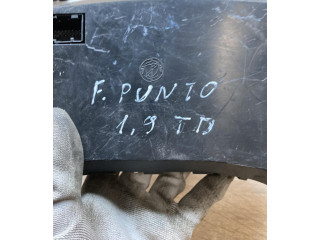 F. PUNTO
1,9 TD